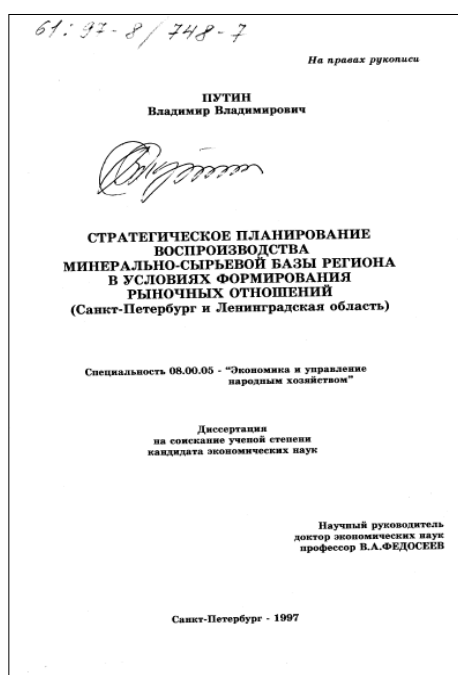 61:97-8/748-7
На правах рукописи
ПУТИН
Владимир Владимирович
СТРАТЕГИЧЕСКОЕ ПЛАНИРОВАНИЕ
ВОСПРОИЗВОДСТВА
МИНЕРАЛЬНО-СЫРЬЕВОЙ БАЗЫ РЕГИОНА
В УСЛОВИЯХ ФОРМИРОВАНИЯ
РЫНОЧНЫХ ОТНОШЕНИЙ
(Санкт-Петербург и Ленинградская область)
Специальность 08.00.05 - "Экономика и управление
народным хозяйством"
Диссертация
на соискание ученой степени
кандидата экономических наук
Научный руководитель
доктор экономических наук
профессор В.А.ФЕДОСЕЕВ
Санкт-Петербург - 1997